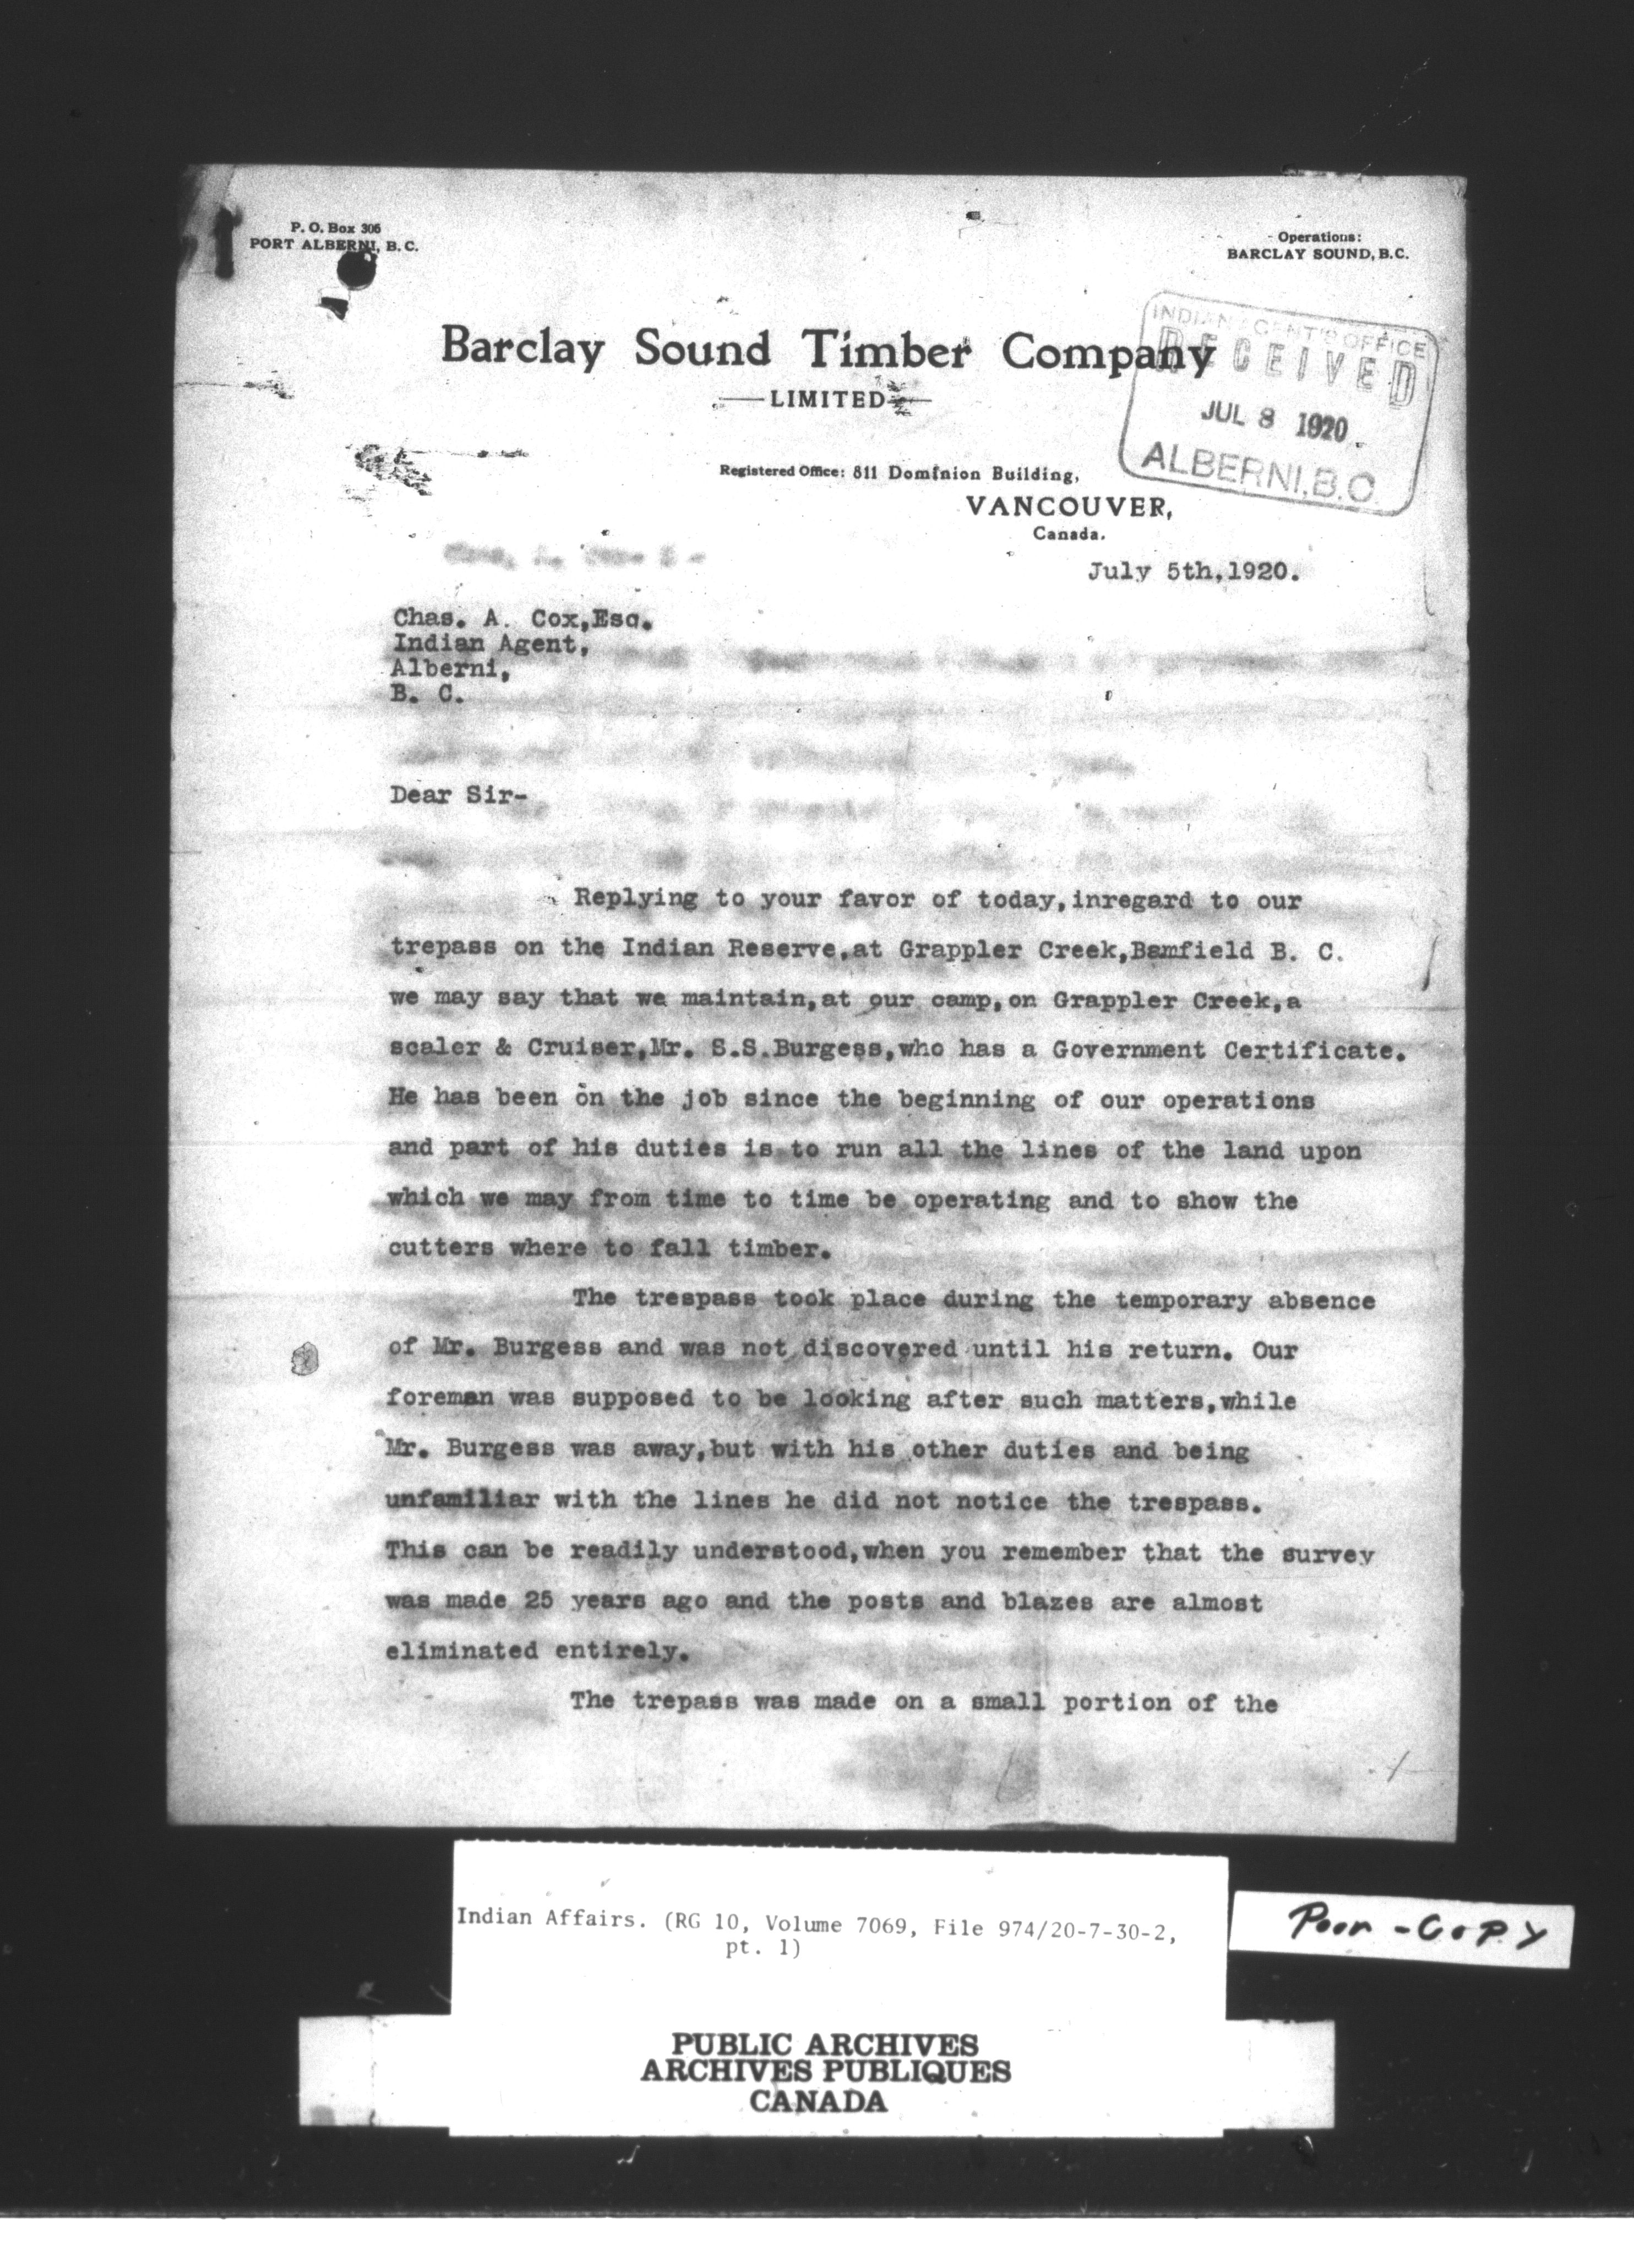 P. O. Box 306
PORT ALBERNI, B. C.
Operations:
BARCLAY SOUND, B.C.
Barclay Sound Timber Company
LIMITED
INDIAN AGENT'S OFFICE
RECEIVED
JUL 8 1920
ALBERNI, B.C.
Registered Office: 811 Dominion Building,
VANCOUVER,
Canada.
July 5th,1920.
Chas. A. Cox,Esq.
Indian Agent,
Alberni,
B. C.
Dear Sir-
Replying to your favor of today,inregard to our
trepass on the Indian Reserve,at Grappler Creek,Bamfield B. C.
we may say that we maintain,at our camp,on Grappler Creek,a
scaler & Cruiser,Mr. S.S.Burgess,who has a Government Certificate.
He has been on the job since the beginning of our operations
and part of his duties is to run all the lines of the land upon
which we may from time to time be operating and to show the
cutters where to fall timber.
The trespass took place during the temporary absence
of Mr. Burgess and was not discovered until his return. Our
foreman was supposed to be looking after such matters,while
Mr. Burgess was away,but with his other duties and being
unfamiliar with the lines he did not notice the trespass.
This can be readily understood,when you remember that the survey
was made 25 years ago and the posts and blazes are almost
eliminated entirely.
The trepass was made on a small portion of the
Indian Affairs. (RG 10, Volume 7069, File 974/20-7-30-2,
pt. 1)
Poor - COPY
PUBLIC ARCHIVES
ARCHIVES PUBLIQUES
CANADA